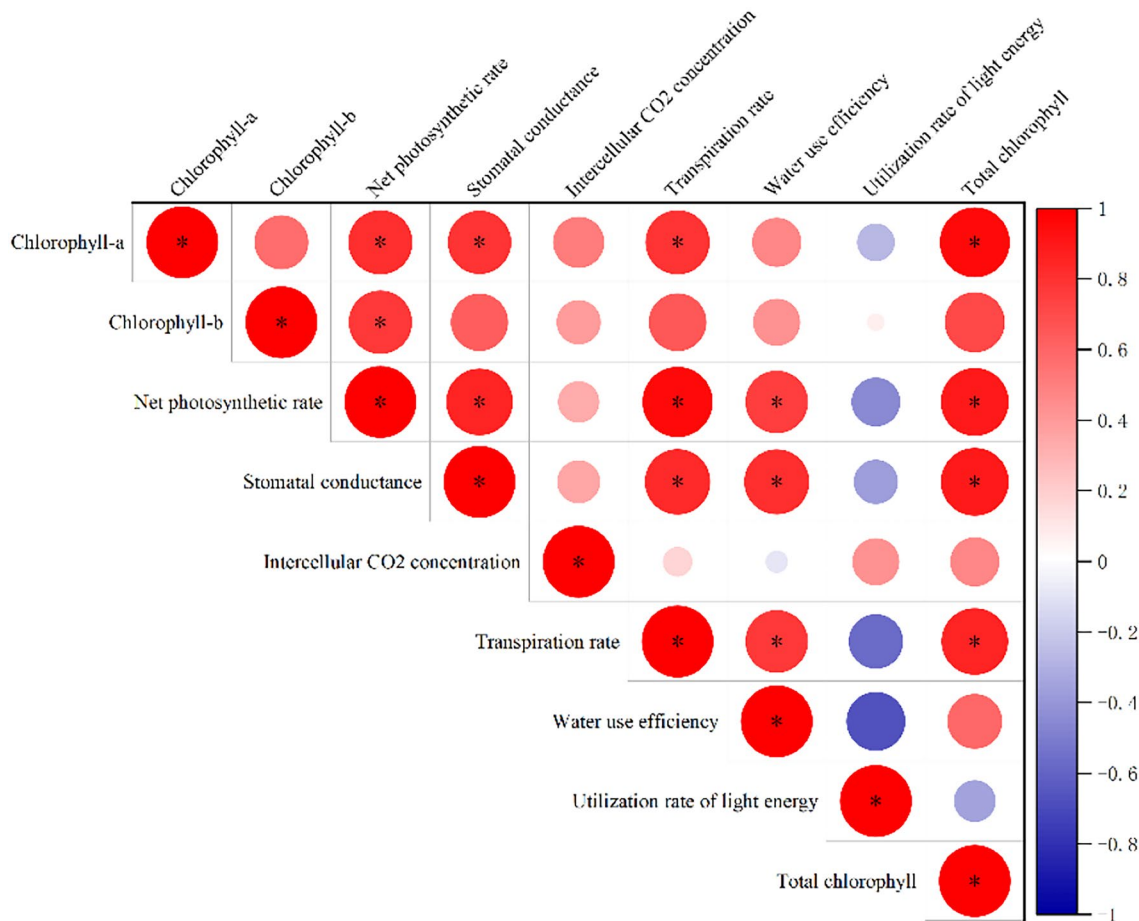 Chlorophyll-a
Chlorophyll-b
Net photosynthetic rate
Stomatal conductance
Intercellular CO2 concentration
Transpiration rate
Water use efficiency
Utilization rate of light energy
Total chlorophyll
Chlorophyll-a * * * * *
Chlorophyll-b * *
Net photosynthetic rate * * * * *
Stomatal conductance * * * *
Intercellular CO2 concentration *
Transpiration rate * * *
Water use efficiency *
Utilization rate of light energy *
Total chlorophyll *
1
0.8
0.6
0.4
0.2
0
-0.2
-0.4
-0.6
-0.8
-1